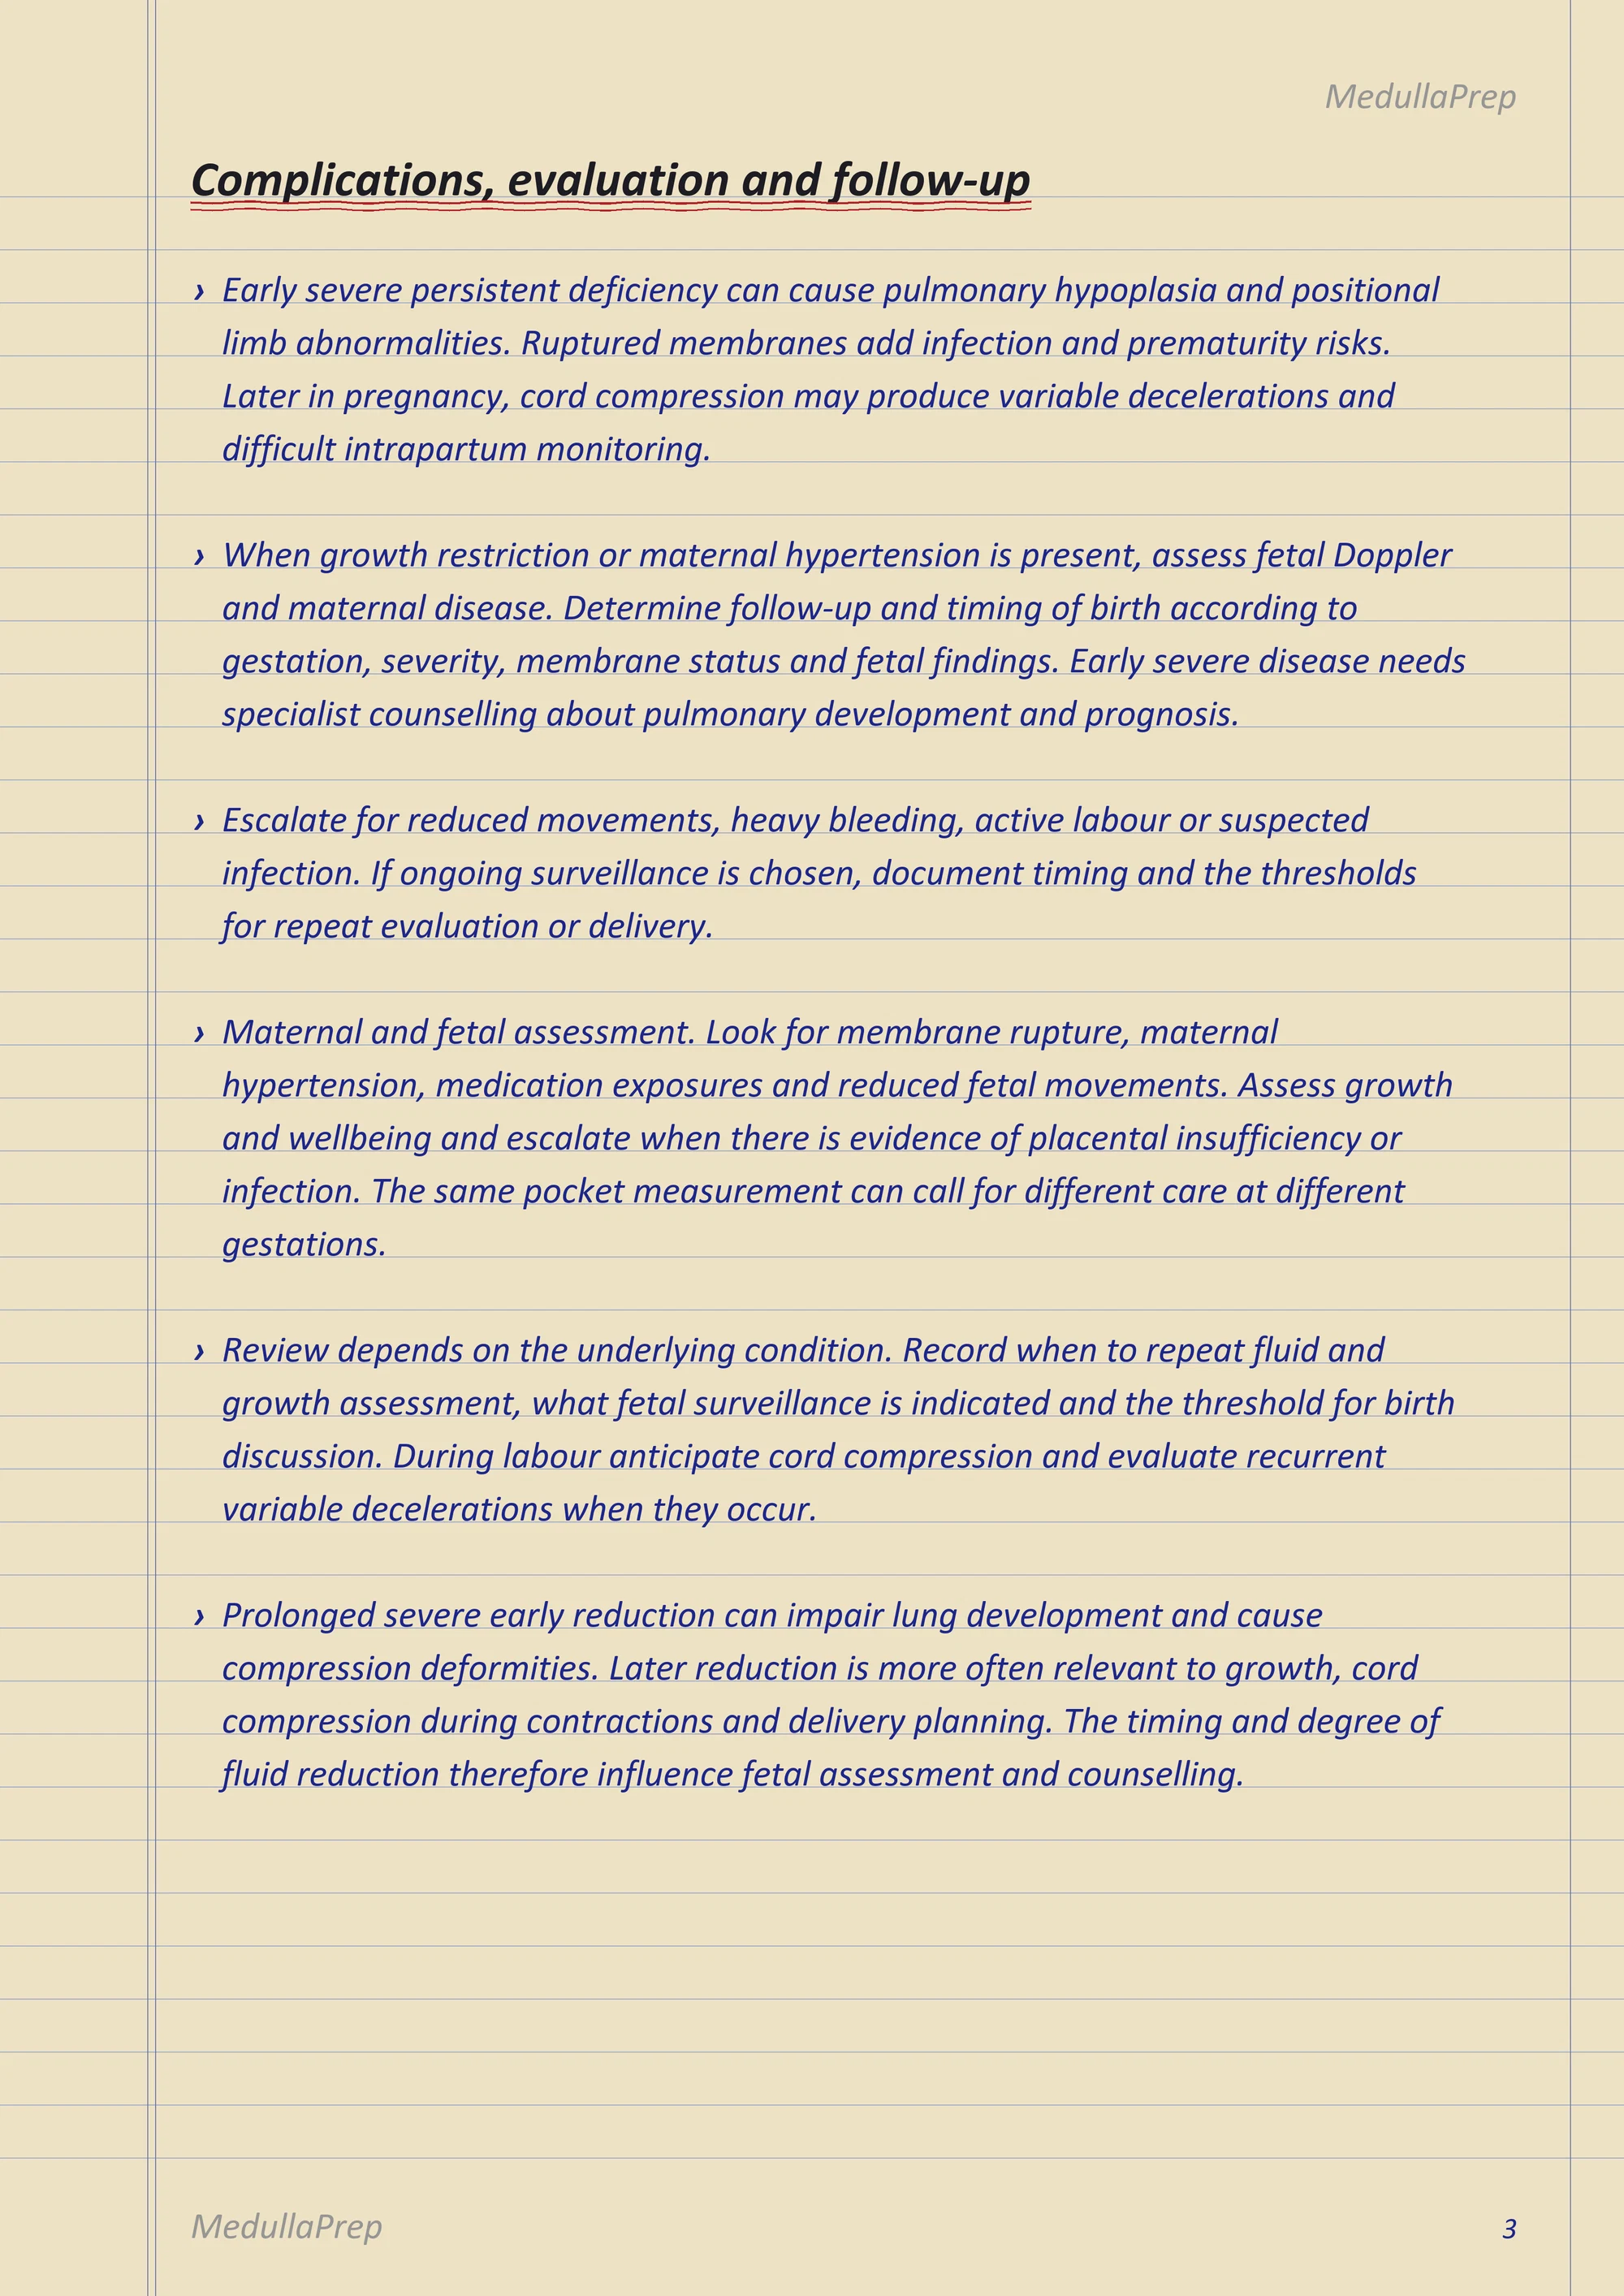 MedullaPrep
Complications, evaluation and follow-up
› Early severe persistent deficiency can cause pulmonary hypoplasia and positional
limb abnormalities. Ruptured membranes add infection and prematurity risks.
Later in pregnancy, cord compression may produce variable decelerations and
difficult intrapartum monitoring.
› When growth restriction or maternal hypertension is present, assess fetal Doppler
and maternal disease. Determine follow-up and timing of birth according to
gestation, severity, membrane status and fetal findings. Early severe disease needs
specialist counselling about pulmonary development and prognosis.
› Escalate for reduced movements, heavy bleeding, active labour or suspected
infection. If ongoing surveillance is chosen, document timing and the thresholds
for repeat evaluation or delivery.
› Maternal and fetal assessment. Look for membrane rupture, maternal
hypertension, medication exposures and reduced fetal movements. Assess growth
and wellbeing and escalate when there is evidence of placental insufficiency or
infection. The same pocket measurement can call for different care at different
gestations.
› Review depends on the underlying condition. Record when to repeat fluid and
growth assessment, what fetal surveillance is indicated and the threshold for birth
discussion. During labour anticipate cord compression and evaluate recurrent
variable decelerations when they occur.
› Prolonged severe early reduction can impair lung development and cause
compression deformities. Later reduction is more often relevant to growth, cord
compression during contractions and delivery planning. The timing and degree of
fluid reduction therefore influence fetal assessment and counselling.
MedullaPrep
3